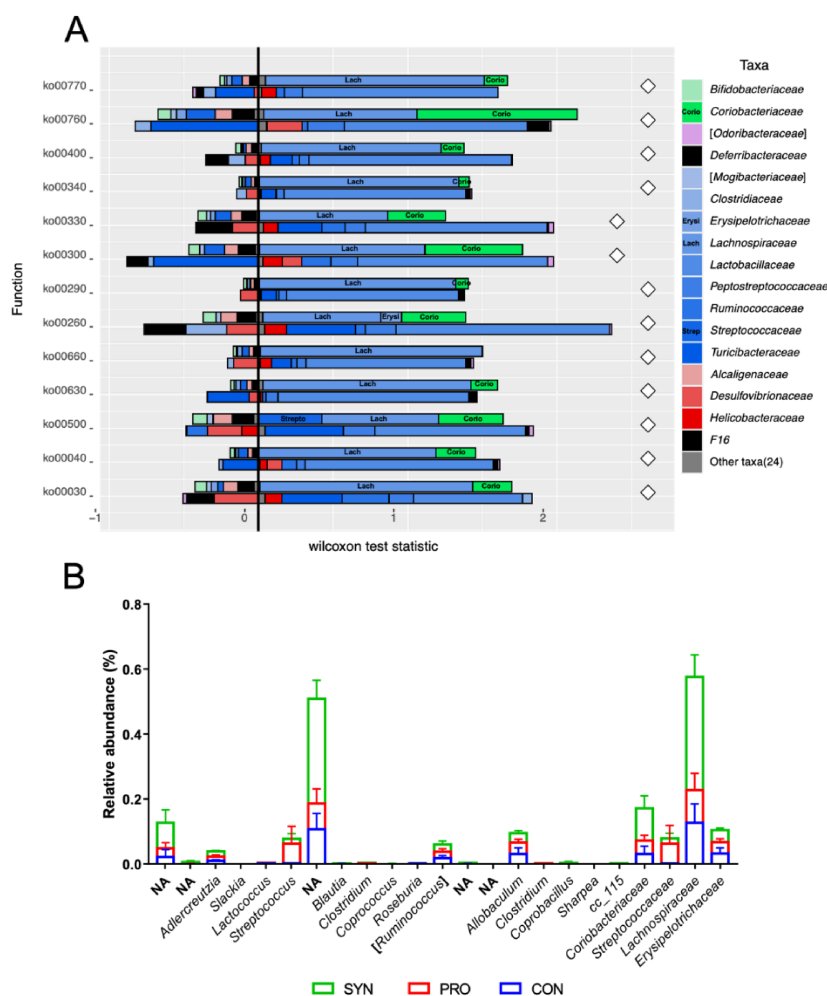 A
Taxa
Bifidobacteriaceae
Corio Coriobacteriaceae
[Odoribacteraceae]
Deferribacteraceae
[Mogibacteriaceae]
Clostridiaceae
Erysi Erysipelotrichaceae
Lach Lachnospiraceae
Lactobacillaceae
Peptostreptococcaceae
Ruminococcaceae
Strep Streptococcaceae
Turicibacteraceae
Alcaligenaceae
Desulfovibrionaceae
Helicobacteraceae
F16
Other taxa(24)
Function
ko00770 Lach Corio
ko00760 Lach Corio
ko00400 Lach Corio
ko00340 Lach Corio
ko00330 Lach Corio
ko00300 Lach Corio
ko00290 Lach Corio
ko00260 Lach Erysi Corio
ko00660 Lach
ko00630 Lach Corio
ko00500 Strepto Lach Corio
ko00040 Lach Corio
ko00030 Lach Corio
-1 0 1 2
wilcoxon test statistic
B
Relative abundance (%)
0.8
0.6
0.4
0.2
0.0
NA
NA
Adlercreutzia
Slackia
Lactococcus
Streptococcus
NA
Blautia
Clostridium
Coprococcus
Roseburia
[Ruminococcus]
NA
NA
Allobaculum
Clostridium
Coprobacillus
Sharpea
cc_115
Coriobacteriaceae
Streptococcaceae
Lachnospiraceae
Erysipelotrichaceae
SYN PRO CON